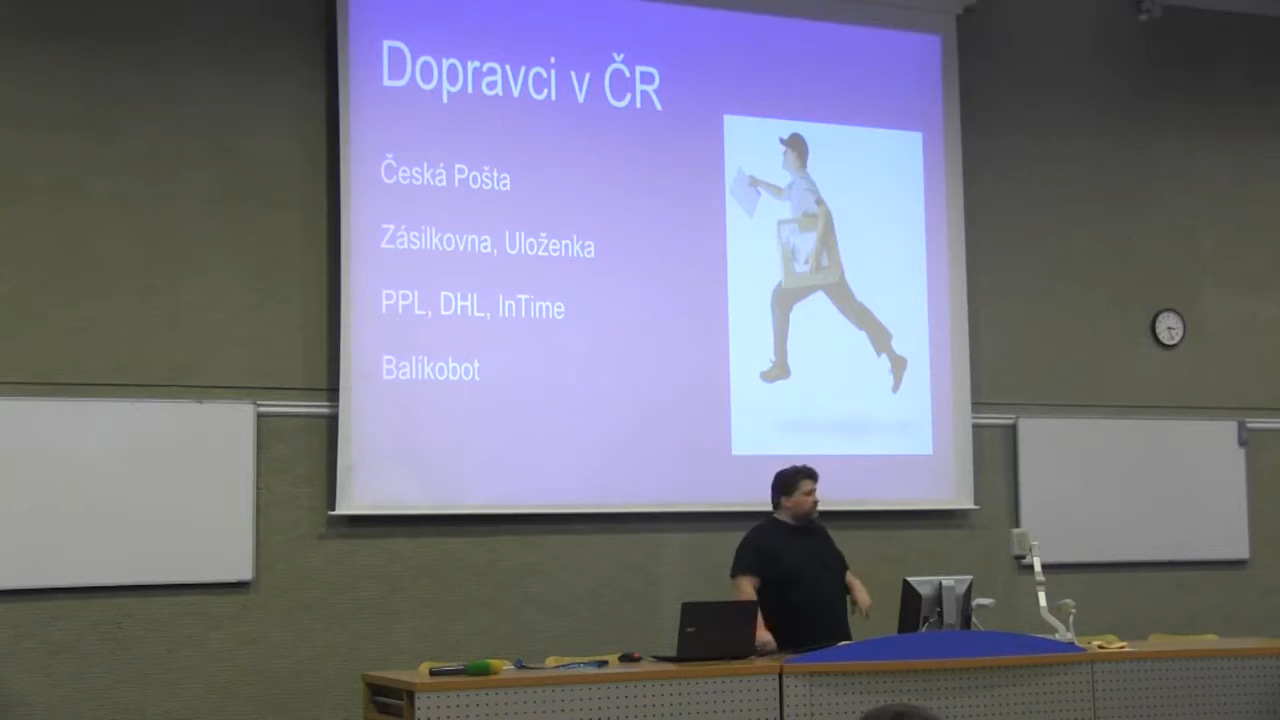 Dopravci v ČR
Česká Pošta
Zásilkovna, Uloženka
PPL, DHL, InTime
Balíkobot